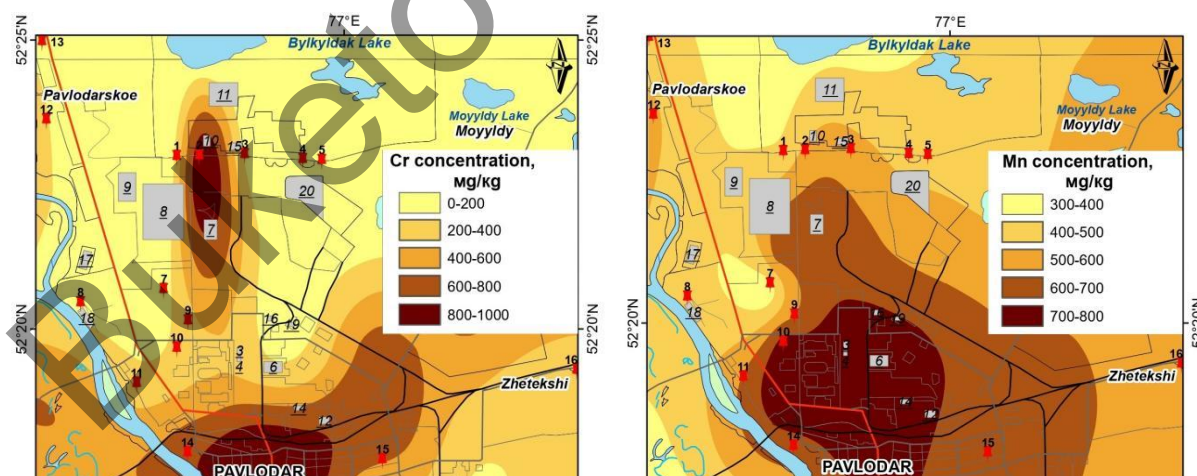 77°E
52°25'N
13
Bylkyldak Lake
Pavlodarskoe
12
11
Moyyldy Lake
Moyyldy
1
10
15
3
4
5
Cr concentration,
мg/кg
0-200
200-400
400-600
600-800
800-1000
9
8
20
7
17
7
8
18
9
16
19
52°20'N
10
3
4
6
11
16
Zhetekshi
14
12
14
15
PAVLODAR
77°E
52°25'N
13
Bylkyldak Lake
Pavlodarskoe
12
11
Moyyldy Lake
Moyyldy
1
2
10
15
3
4
5
Mn concentration,
мg/кg
300-400
400-500
500-600
600-700
700-800
9
8
20
7
17
7
8
18
9
52°20'N
10
6
11
16
Zhetekshi
14
15
PAVLODAR
Buketo